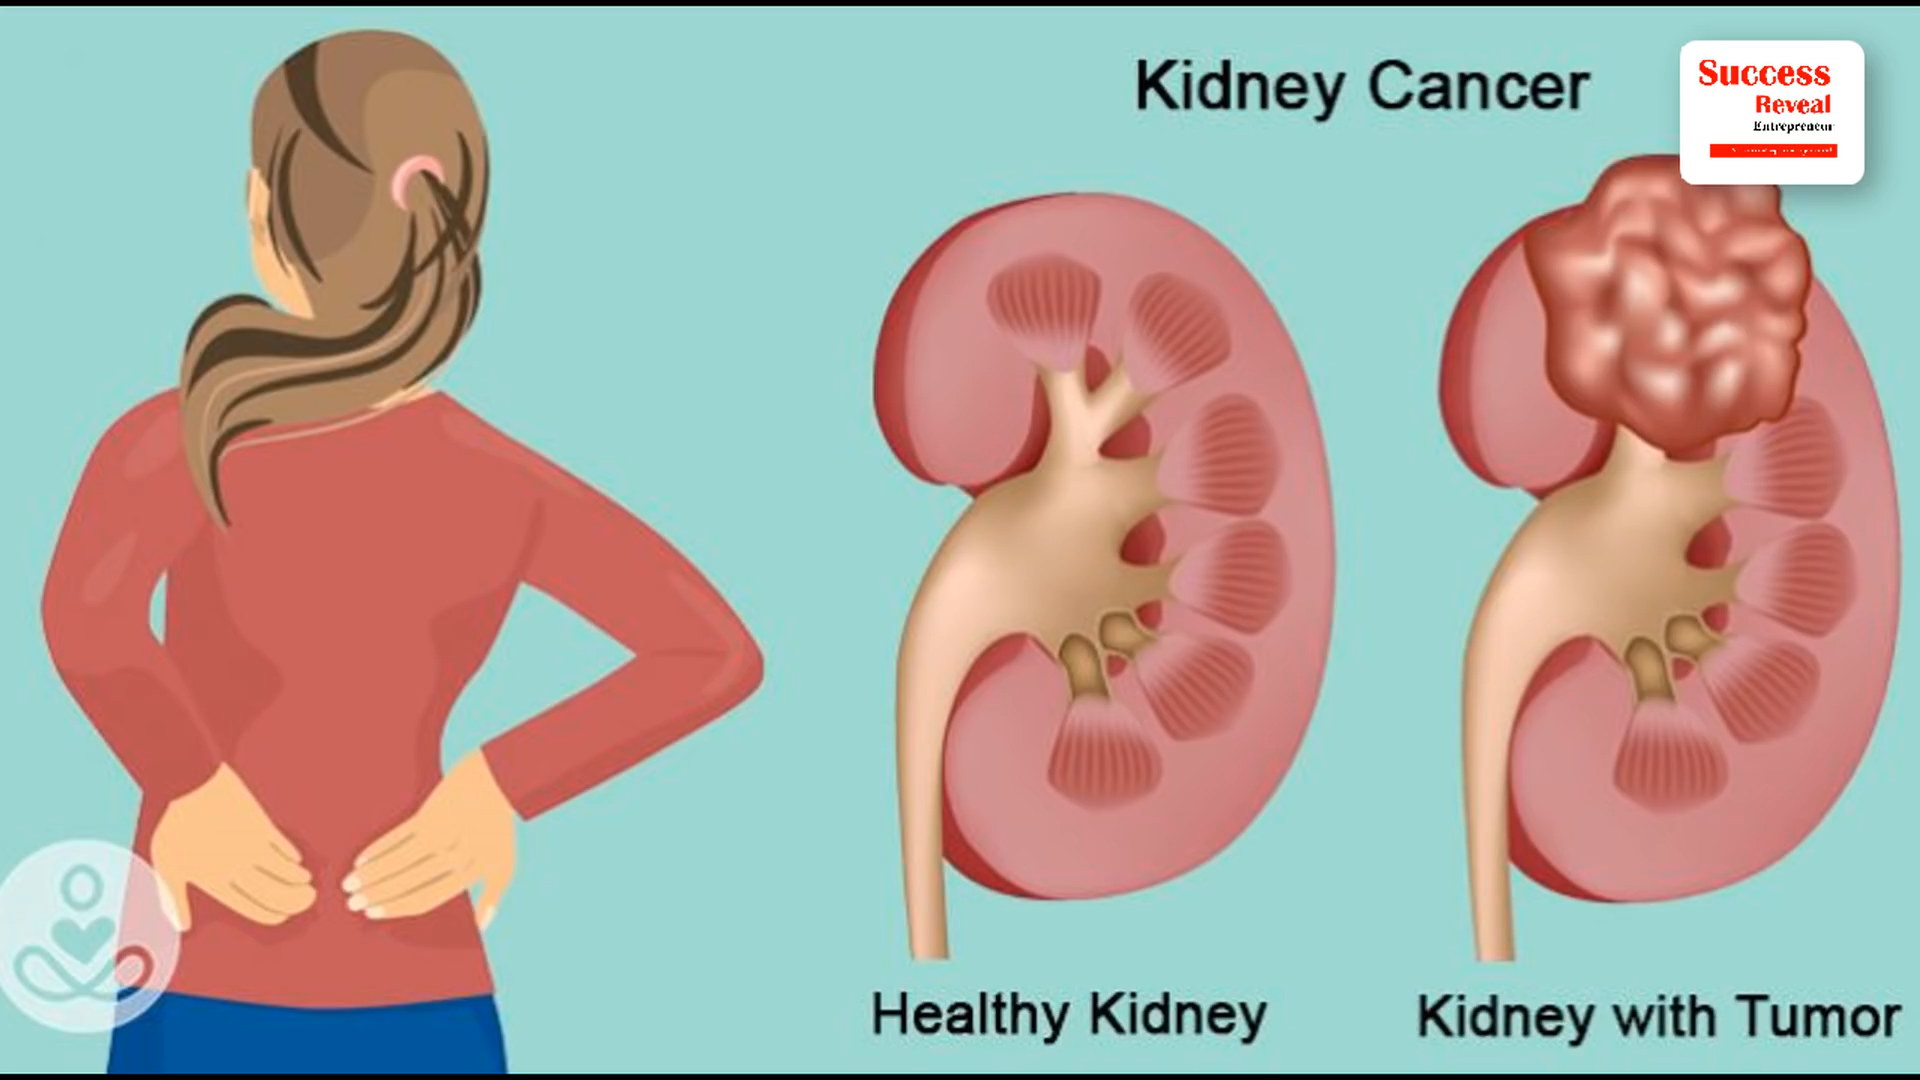 Kidney Cancer
Success
Reveal
Entrepreneur
Healthy Kidney
Kidney with Tumor